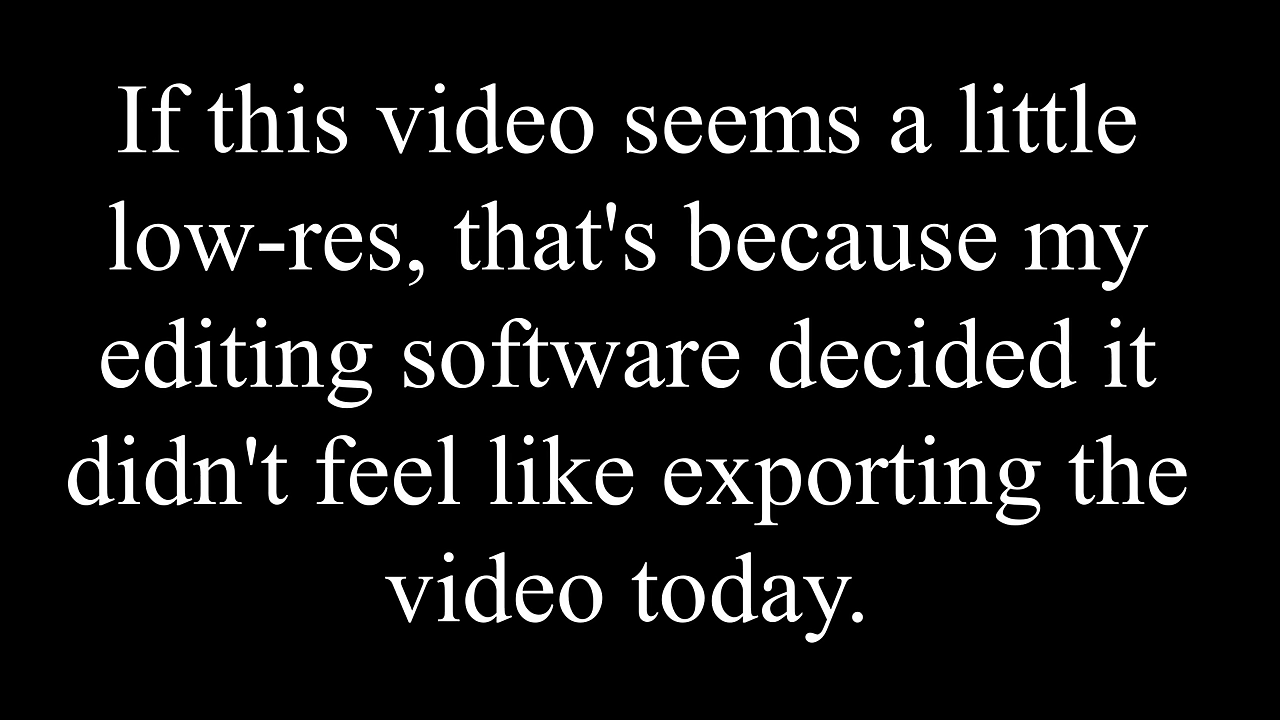 If this video seems a little
low-res, that's because my
editing software decided it
didn't feel like exporting the
video today.